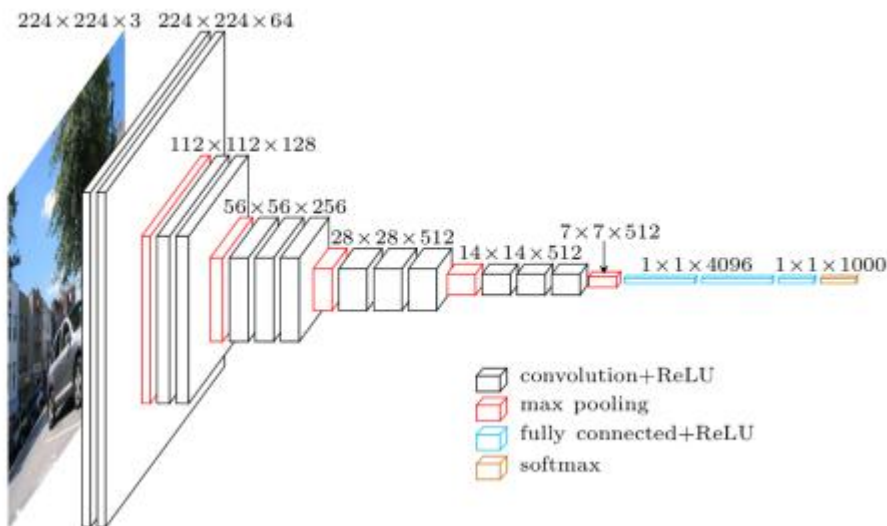 224×224×3
224×224×64
112×112×128
56×56×256
28×28×512
14×14×512
7×7×512
1×1×4096
1×1×1000
convolution+ReLU
max pooling
fully connected+ReLU
softmax